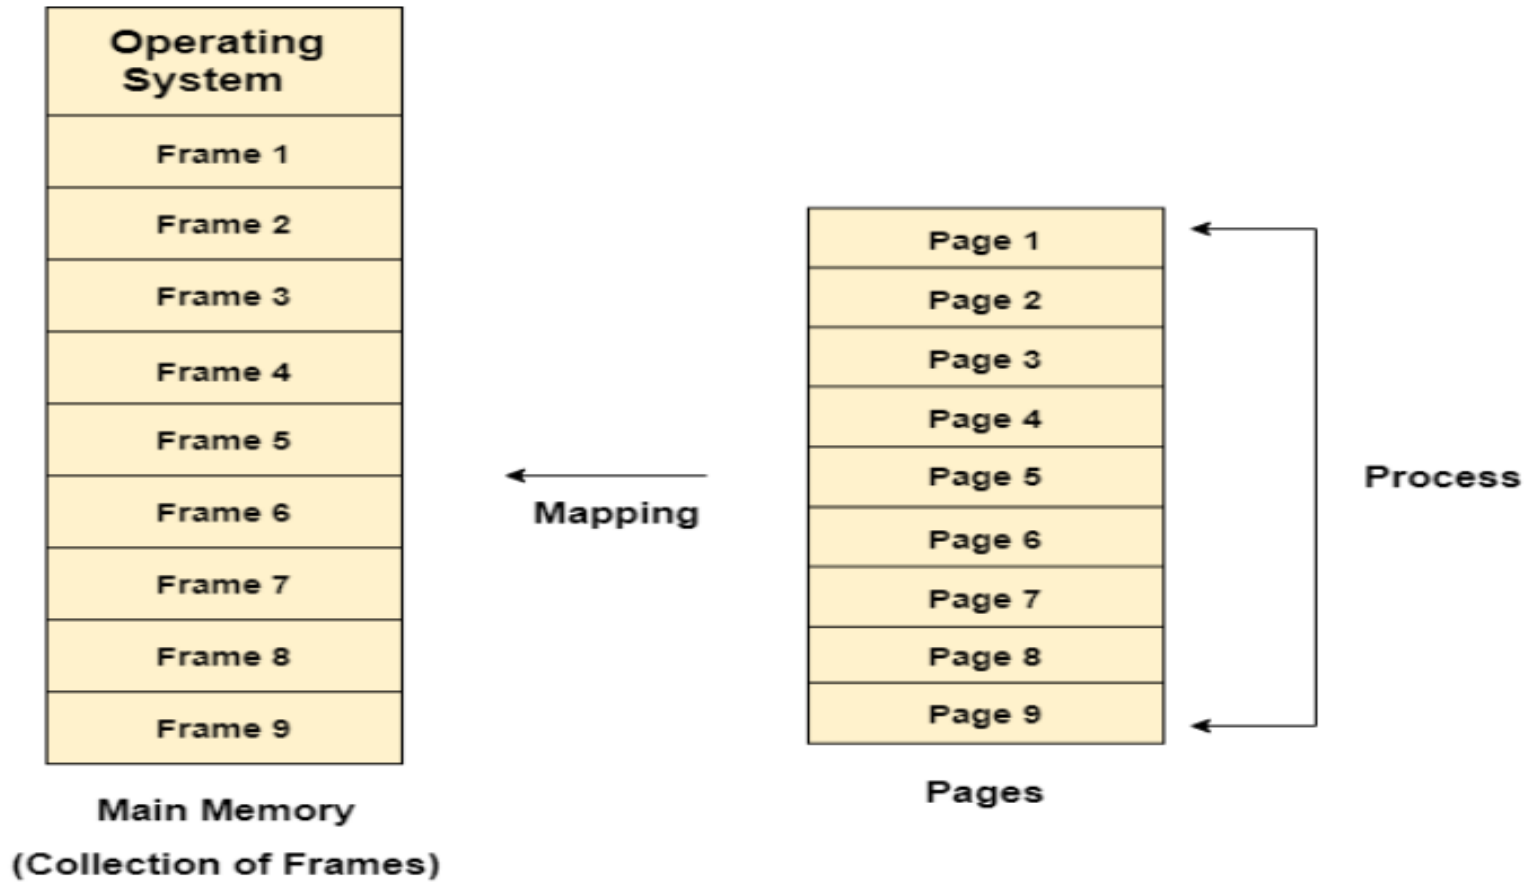 Operating
System
Frame 1
Frame 2
Frame 3
Frame 4
Frame 5
Frame 6
Frame 7
Frame 8
Frame 9
Main Memory
(Collection of Frames)
Mapping
Page 1
Page 2
Page 3
Page 4
Page 5
Page 6
Page 7
Page 8
Page 9
Pages
Process